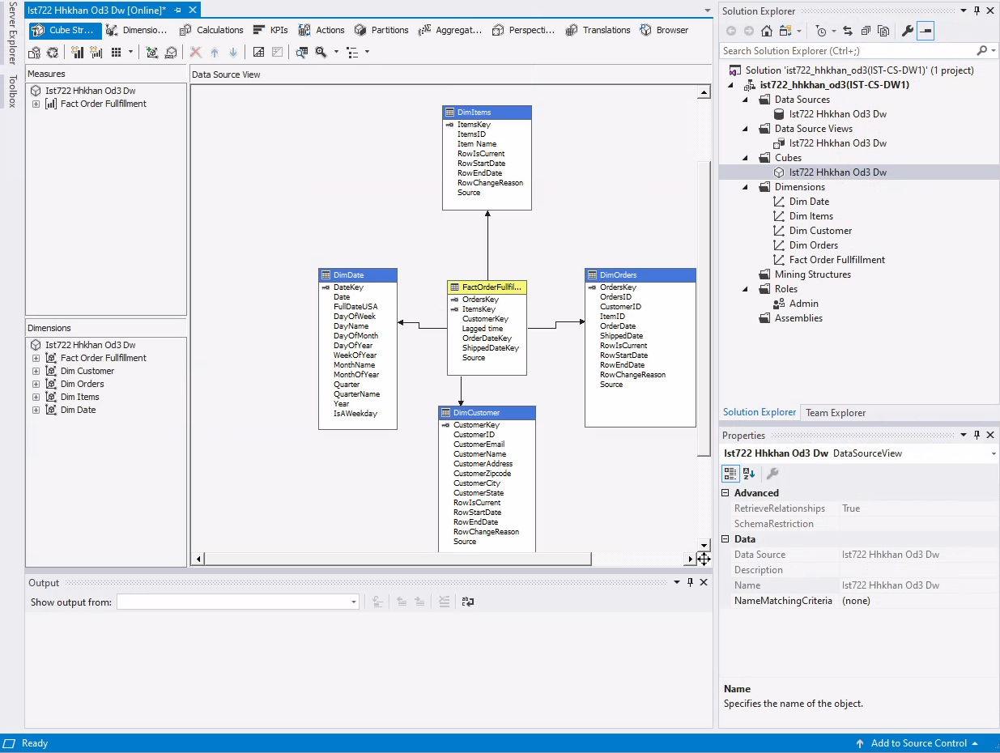 Server Explorer
Toolbox
Ist722 Hhkhan Od3 Dw [Online]*
Cube Str...
Dimensio...
Calculations
KPIs
Actions
Partitions
Aggregat...
Perspecti...
Translations
Browser
Measures
Ist722 Hhkhan Od3 Dw
Fact Order Fullfillment
Dimensions
Ist722 Hhkhan Od3 Dw
Fact Order Fullfillment
Dim Customer
Dim Orders
Dim Items
Dim Date
Data Source View
DimItems
ItemsKey
ItemsID
Item Name
RowIsCurrent
RowStartDate
RowEndDate
RowChangeReason
Source
DimDate
DateKey
Date
FullDateUSA
DayOfWeek
DayName
DayOfMonth
DayOfYear
WeekOfYear
MonthName
MonthOfYear
Quarter
QuarterName
Year
IsAWeekday
FactOrderFullfil...
OrdersKey
ItemsKey
CustomerKey
Lagged time
OrderDateKey
ShippedDateKey
Source
DimOrders
OrdersKey
OrdersID
CustomerID
ItemID
OrderDate
ShippedDate
RowIsCurrent
RowStartDate
RowEndDate
RowChangeReason
Source
DimCustomer
CustomerKey
CustomerID
CustomerEmail
CustomerName
CustomerAddress
CustomerZipcode
CustomerCity
CustomerState
RowIsCurrent
RowStartDate
RowEndDate
RowChangeReason
Source
Output
Show output from:
Solution Explorer
Search Solution Explorer (Ctrl+;)
Solution 'ist722_hhkhan_od3(IST-CS-DW1)' (1 project)
ist722_hhkhan_od3(IST-CS-DW1)
Data Sources
Ist722 Hhkhan Od3 Dw
Data Source Views
Ist722 Hhkhan Od3 Dw
Cubes
Ist722 Hhkhan Od3 Dw
Dimensions
Dim Date
Dim Items
Dim Customer
Dim Orders
Fact Order Fullfillment
Mining Structures
Roles
Admin
Assemblies
Solution Explorer
Team Explorer
Properties
Ist722 Hhkhan Od3 Dw DataSourceView
Advanced
RetrieveRelationships True
SchemaRestriction
Data
Data Source Ist722 Hhkhan Od3 Dw
Description
Name Ist722 Hhkhan Od3 Dw
NameMatchingCriteria (none)
Name
Specifies the name of the object.
Ready
Add to Source Control